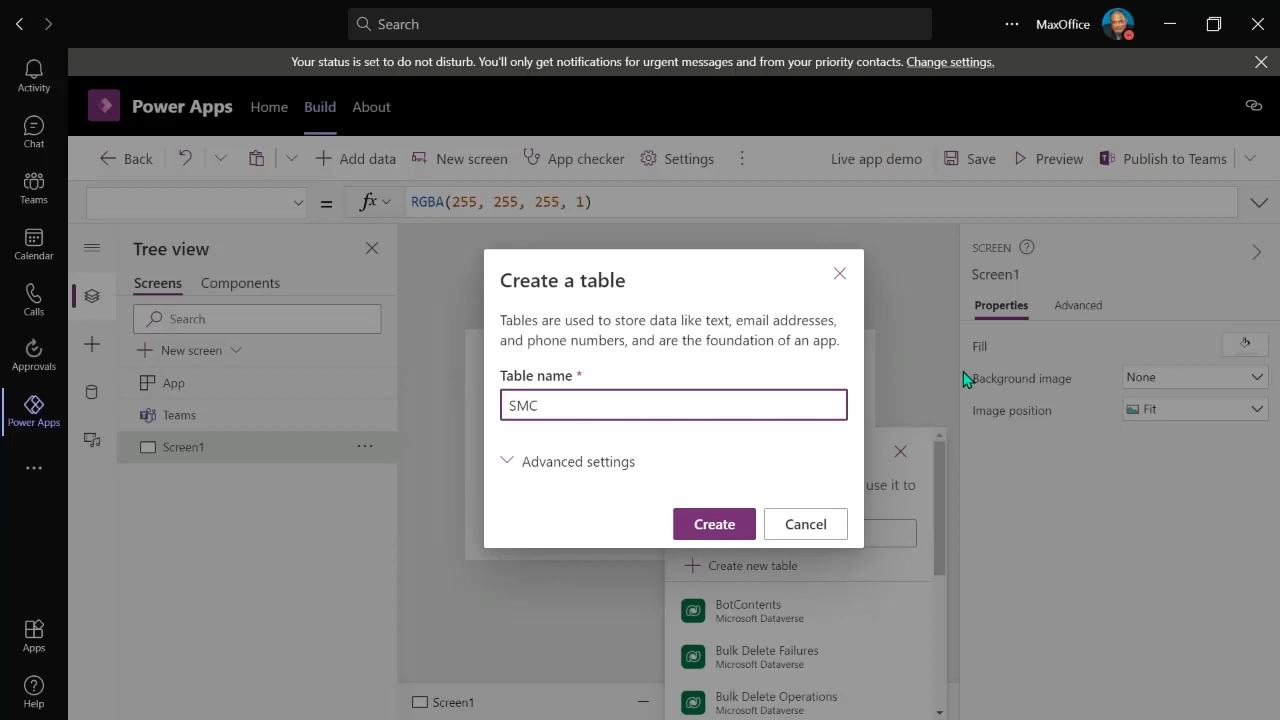 Search
MaxOffice
Your status is set to do not disturb. You'll only get notifications for urgent messages and from your priority contacts. Change settings.
Activity
Chat
Teams
Calendar
Calls
Approvals
Power Apps
Apps
Help
Power Apps
Home
Build
About
Back
Add data
New screen
App checker
Settings
Live app demo
Save
Preview
Publish to Teams
=
fx
RGBA(255, 255, 255, 1)
Tree view
Screens
Components
Search
New screen
App
Teams
Screen1
Create a table
Tables are used to store data like text, email addresses,
and phone numbers, and are the foundation of an app.
Table name *
SMC
Advanced settings
Create
Cancel
use it to
Create new table
BotContents
Microsoft Dataverse
Bulk Delete Failures
Microsoft Dataverse
Bulk Delete Operations
Microsoft Dataverse
Screen1
SCREEN
Screen1
Properties
Advanced
Fill
Background image
None
Image position
Fit